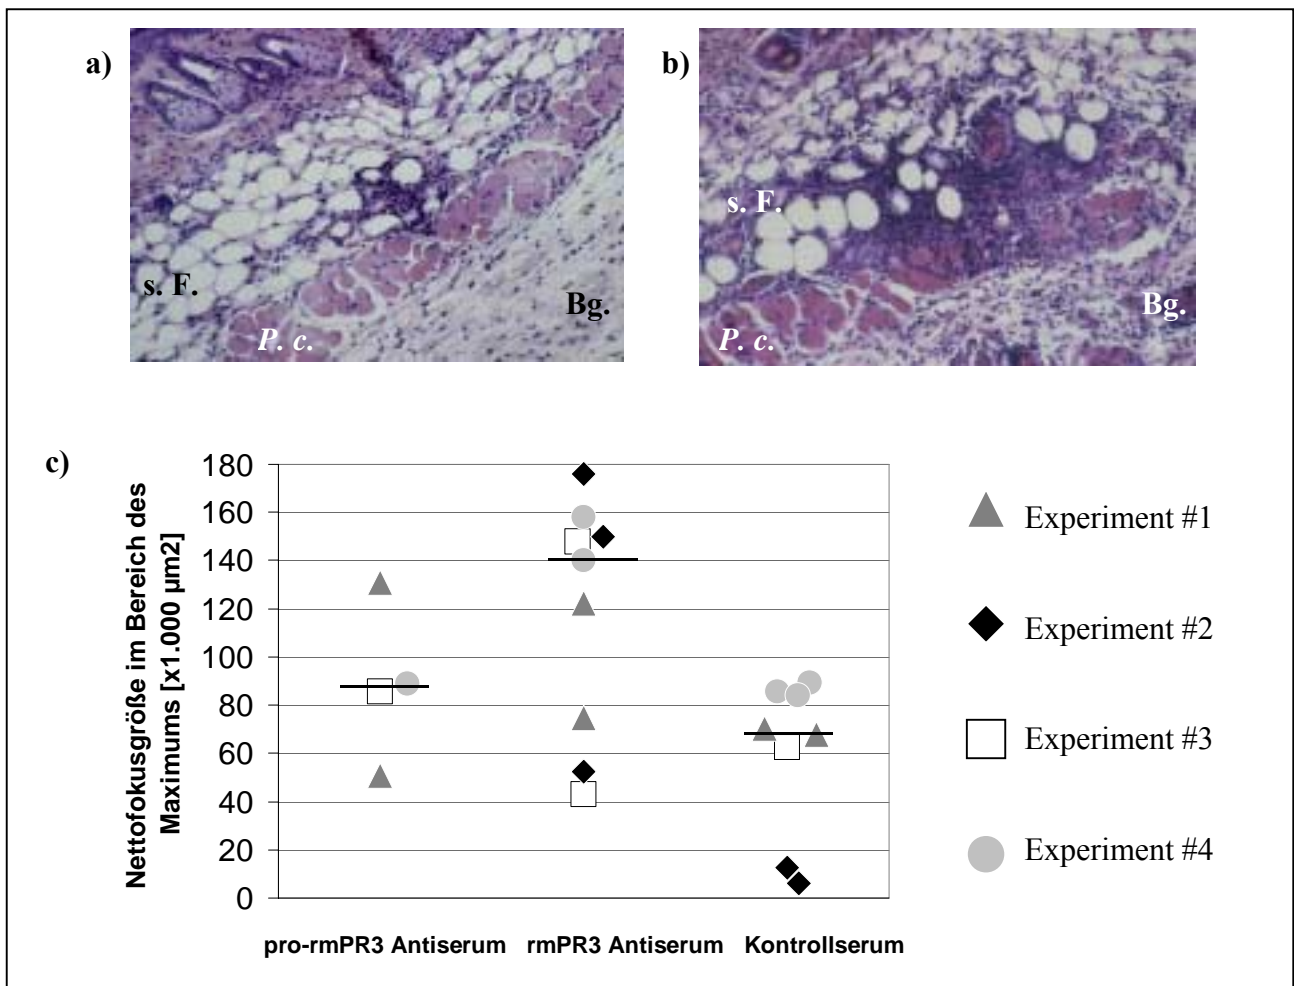 a)
b)
s. F.
Bg.
P. c.
s. F.
Bg.
P. c.
c)
Nettofokusgröße im Bereich des
Maximums [x1.000 µm2]
180
160
140
120
100
80
60
40
20
0
pro-rmPR3 Antiserum
rmPR3 Antiserum
Kontrollserum
Experiment #1
Experiment #2
Experiment #3
Experiment #4